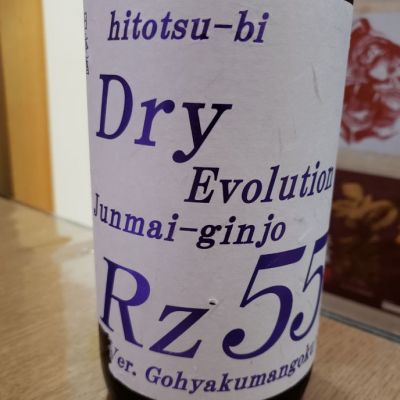 hitotsu-bi
Dry
Evolution
Junmai-ginjo
Rz55
Ver. Gohyakumangoku